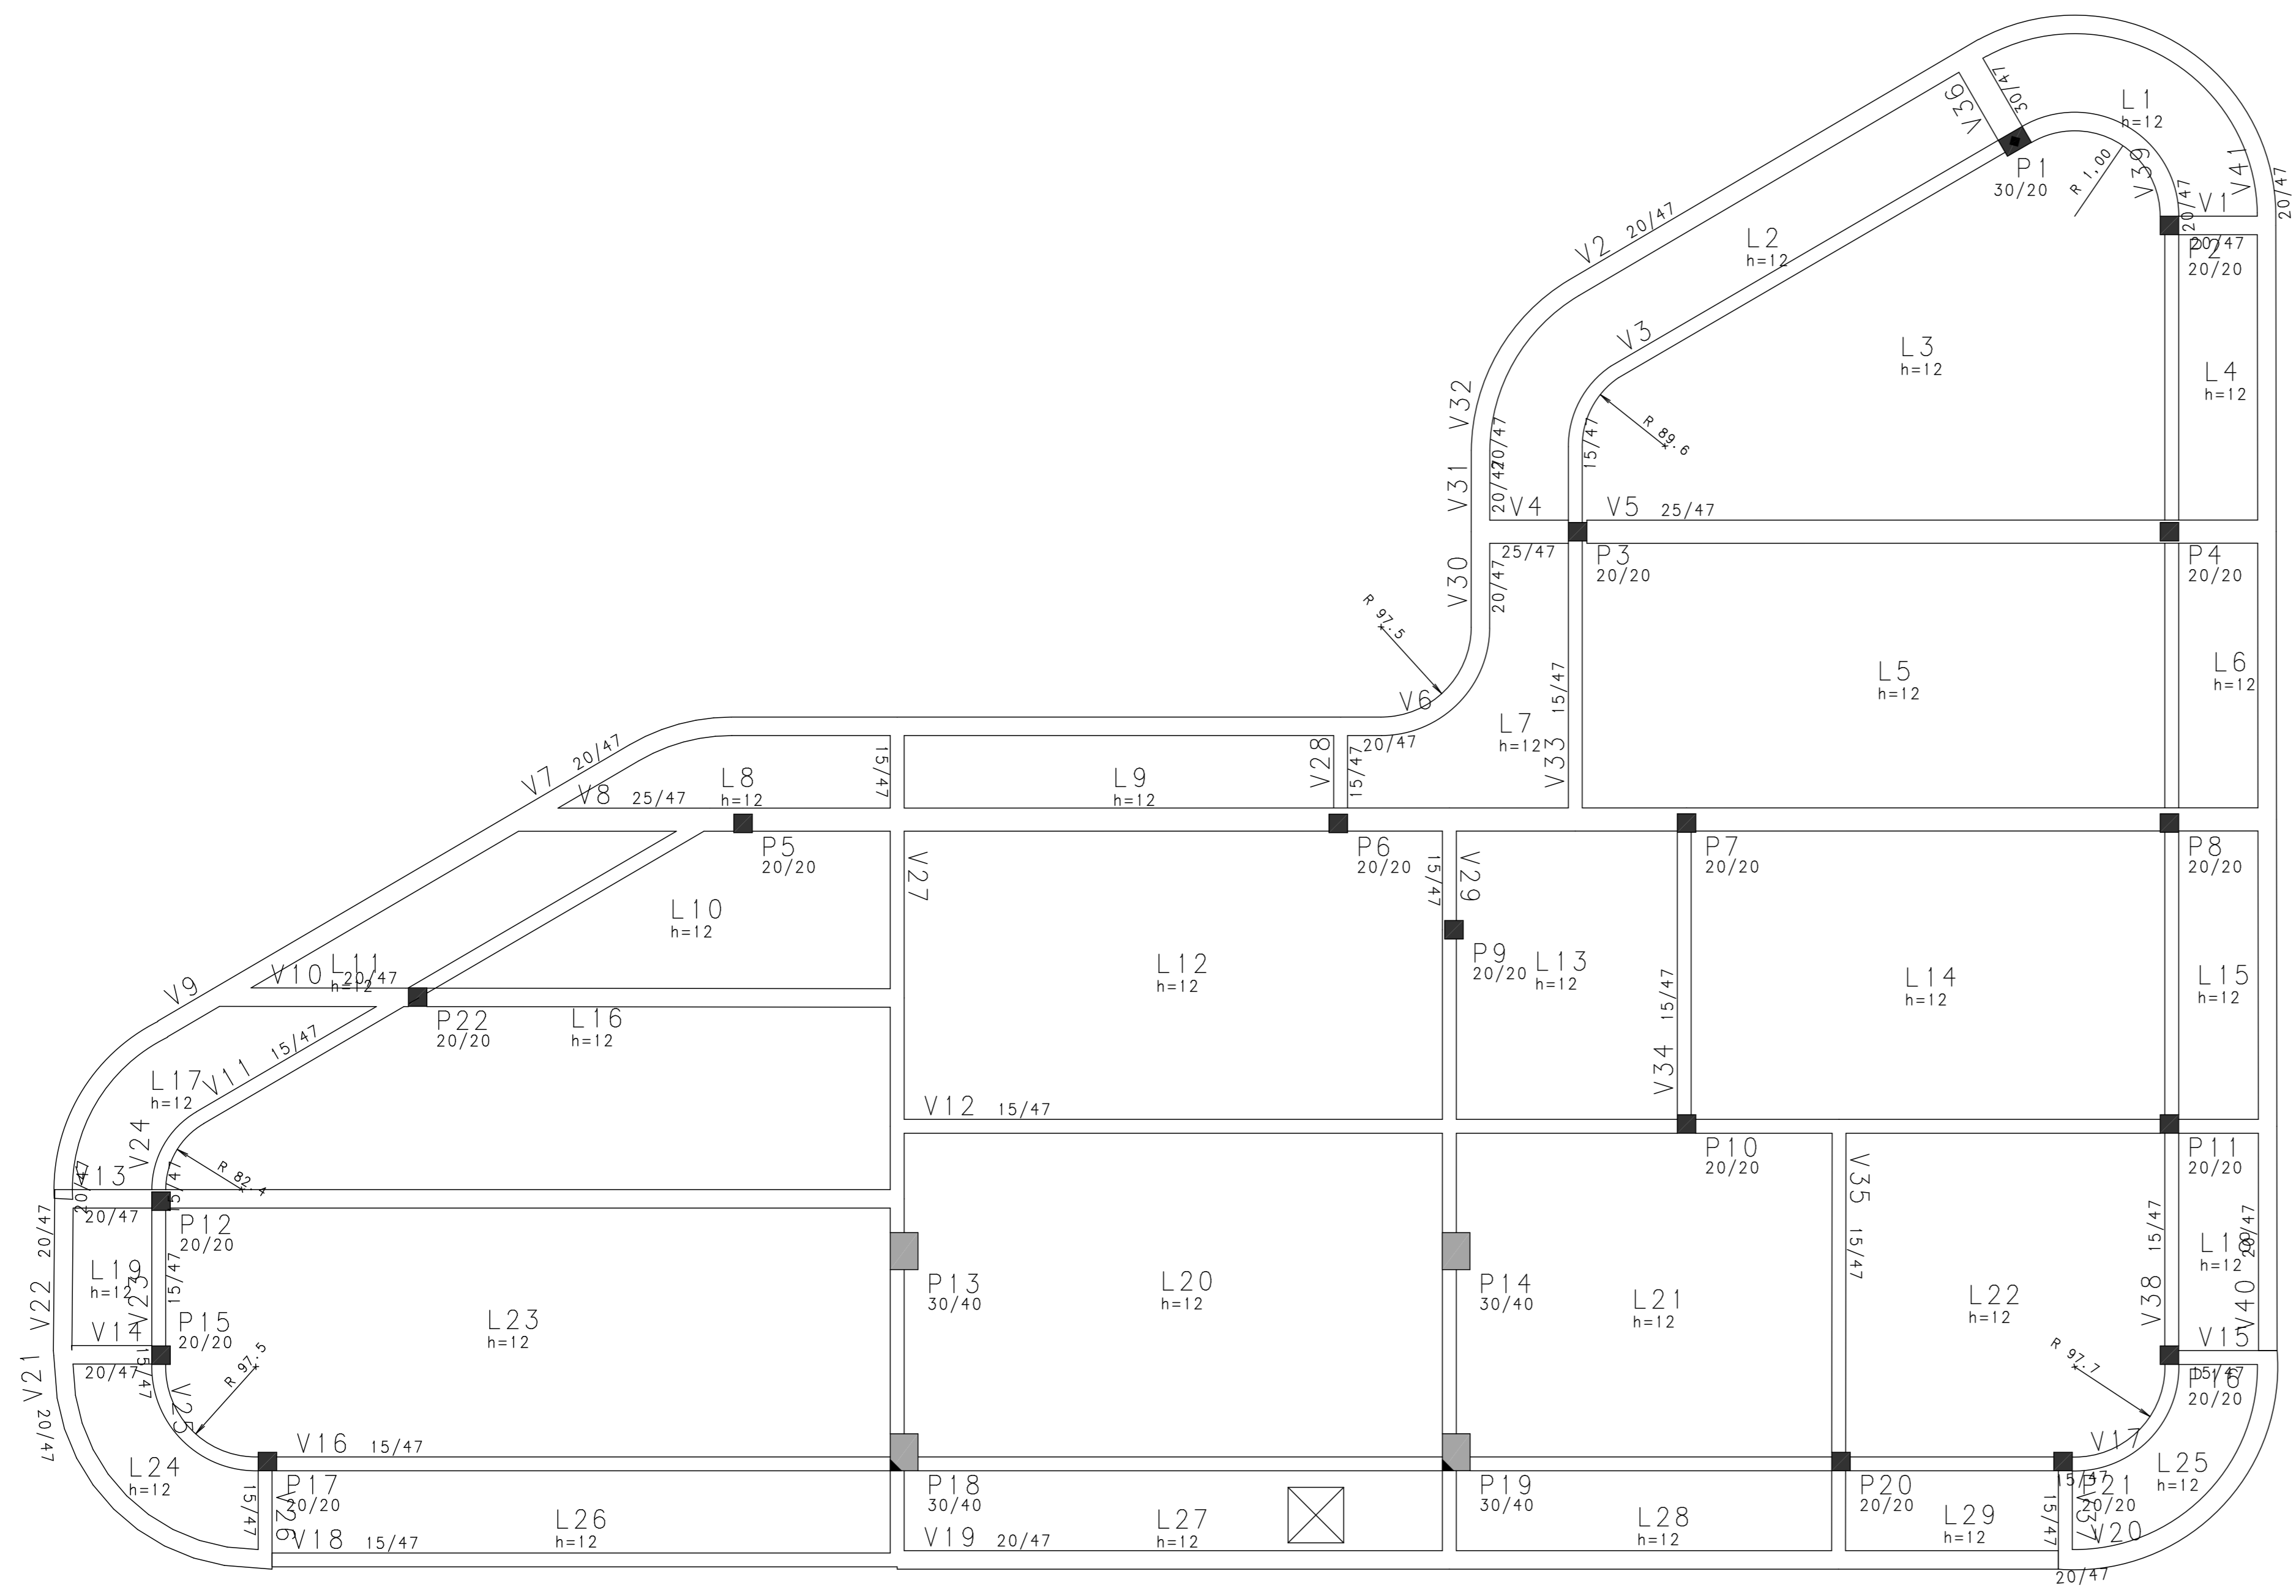 L1
h=12
V36
30/47
P1
30/20
R 1,00
V39
20/47
V41
20/47
V1
20/47
P2
20/20
V2 20/47
L2
h=12
V3
L3
h=12
L4
h=12
V32
20/47
15/47
R 89.6
V31
20/47
V4
25/47
V5 25/47
P3
20/20
P4
20/20
V30
20/47
R 97.5
V6
20/47
L5
h=12
L6
h=12
L7
h=12
V33
15/47
V7 20/47
V8 25/47
L8
h=12
15/47
L9
h=12
V28
15/47
P5
20/20
V27
P6
20/20
15/47
V29
P7
20/20
P8
20/20
L10
h=12
V9
V10 20/47
L11
h=12
L12
h=12
P9
20/20
L13
h=12
15/47
V34
L14
h=12
L15
h=12
P22
20/20
L16
h=12
L17
h=12
V11 15/47
V12 15/47
V24
15/47
R 82.4
V13
20/47
20/47
P10
20/20
P11
20/20
V35 15/47
P12
20/20
L19
h=12
V23
15/47
V22 20/47
P13
30/40
P14
30/40
L20
h=12
L21
h=12
L22
h=12
L18
h=12
V38 15/47
V40 20/47
L23
h=12
V14
20/47
P15
20/20
V21
20/47
15/47
V25
R 97.5
R 97.7
V15
15/47
P16
20/20
V16 15/47
V17
15/47
L24
h=12
P17
20/20
V26
15/47
V18 15/47
L26
h=12
P18
30/40
V19 20/47
L27
h=12
P19
30/40
L28
h=12
P20
20/20
L29
h=12
P21
20/20
V37
15/47
V20
20/47
L25
h=12